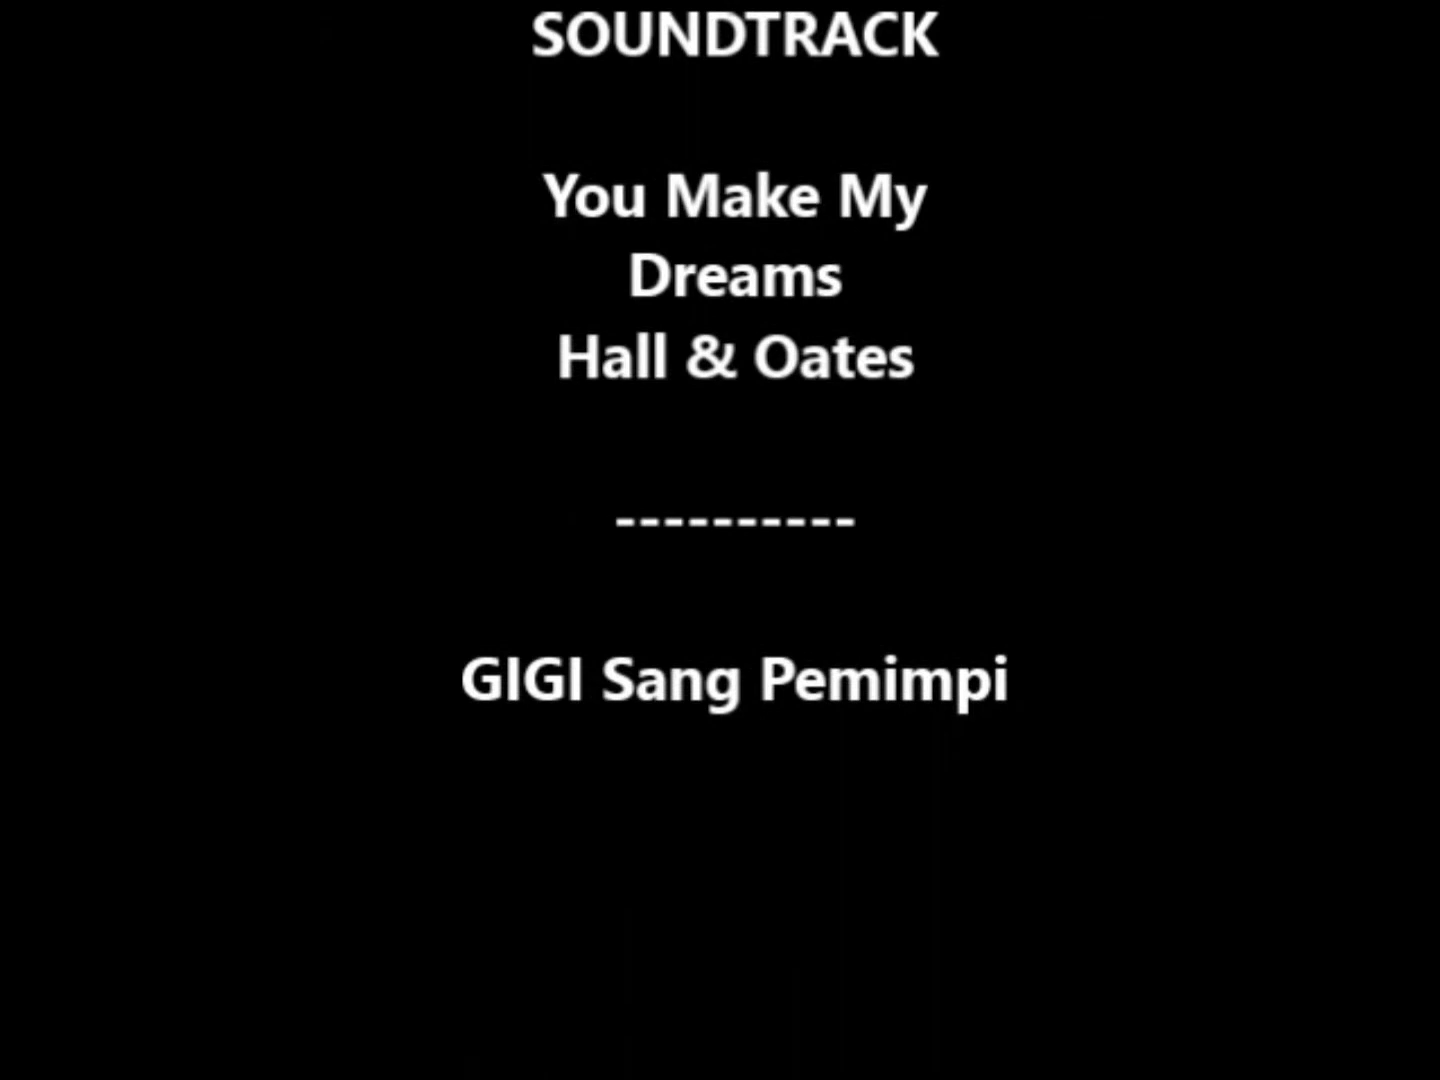 SOUNDTRACK
You Make My
Dreams
Hall & Oates
----------
GIGI Sang Pemimpi